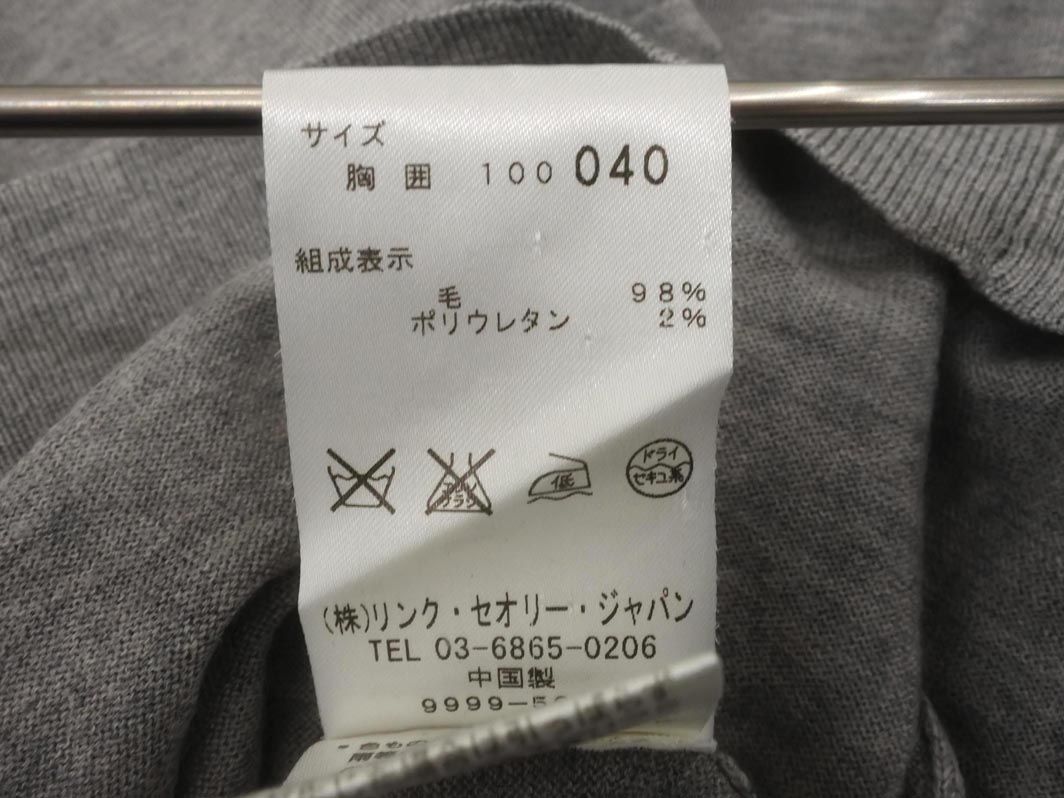 サイズ
胸 囲 100 040
組成表示
毛 98%
ポリウレタン 2%
低
ドライ
セキユ系
(株)リンク・セオリー・ジャパン
TEL 03-6865-0206
中国製